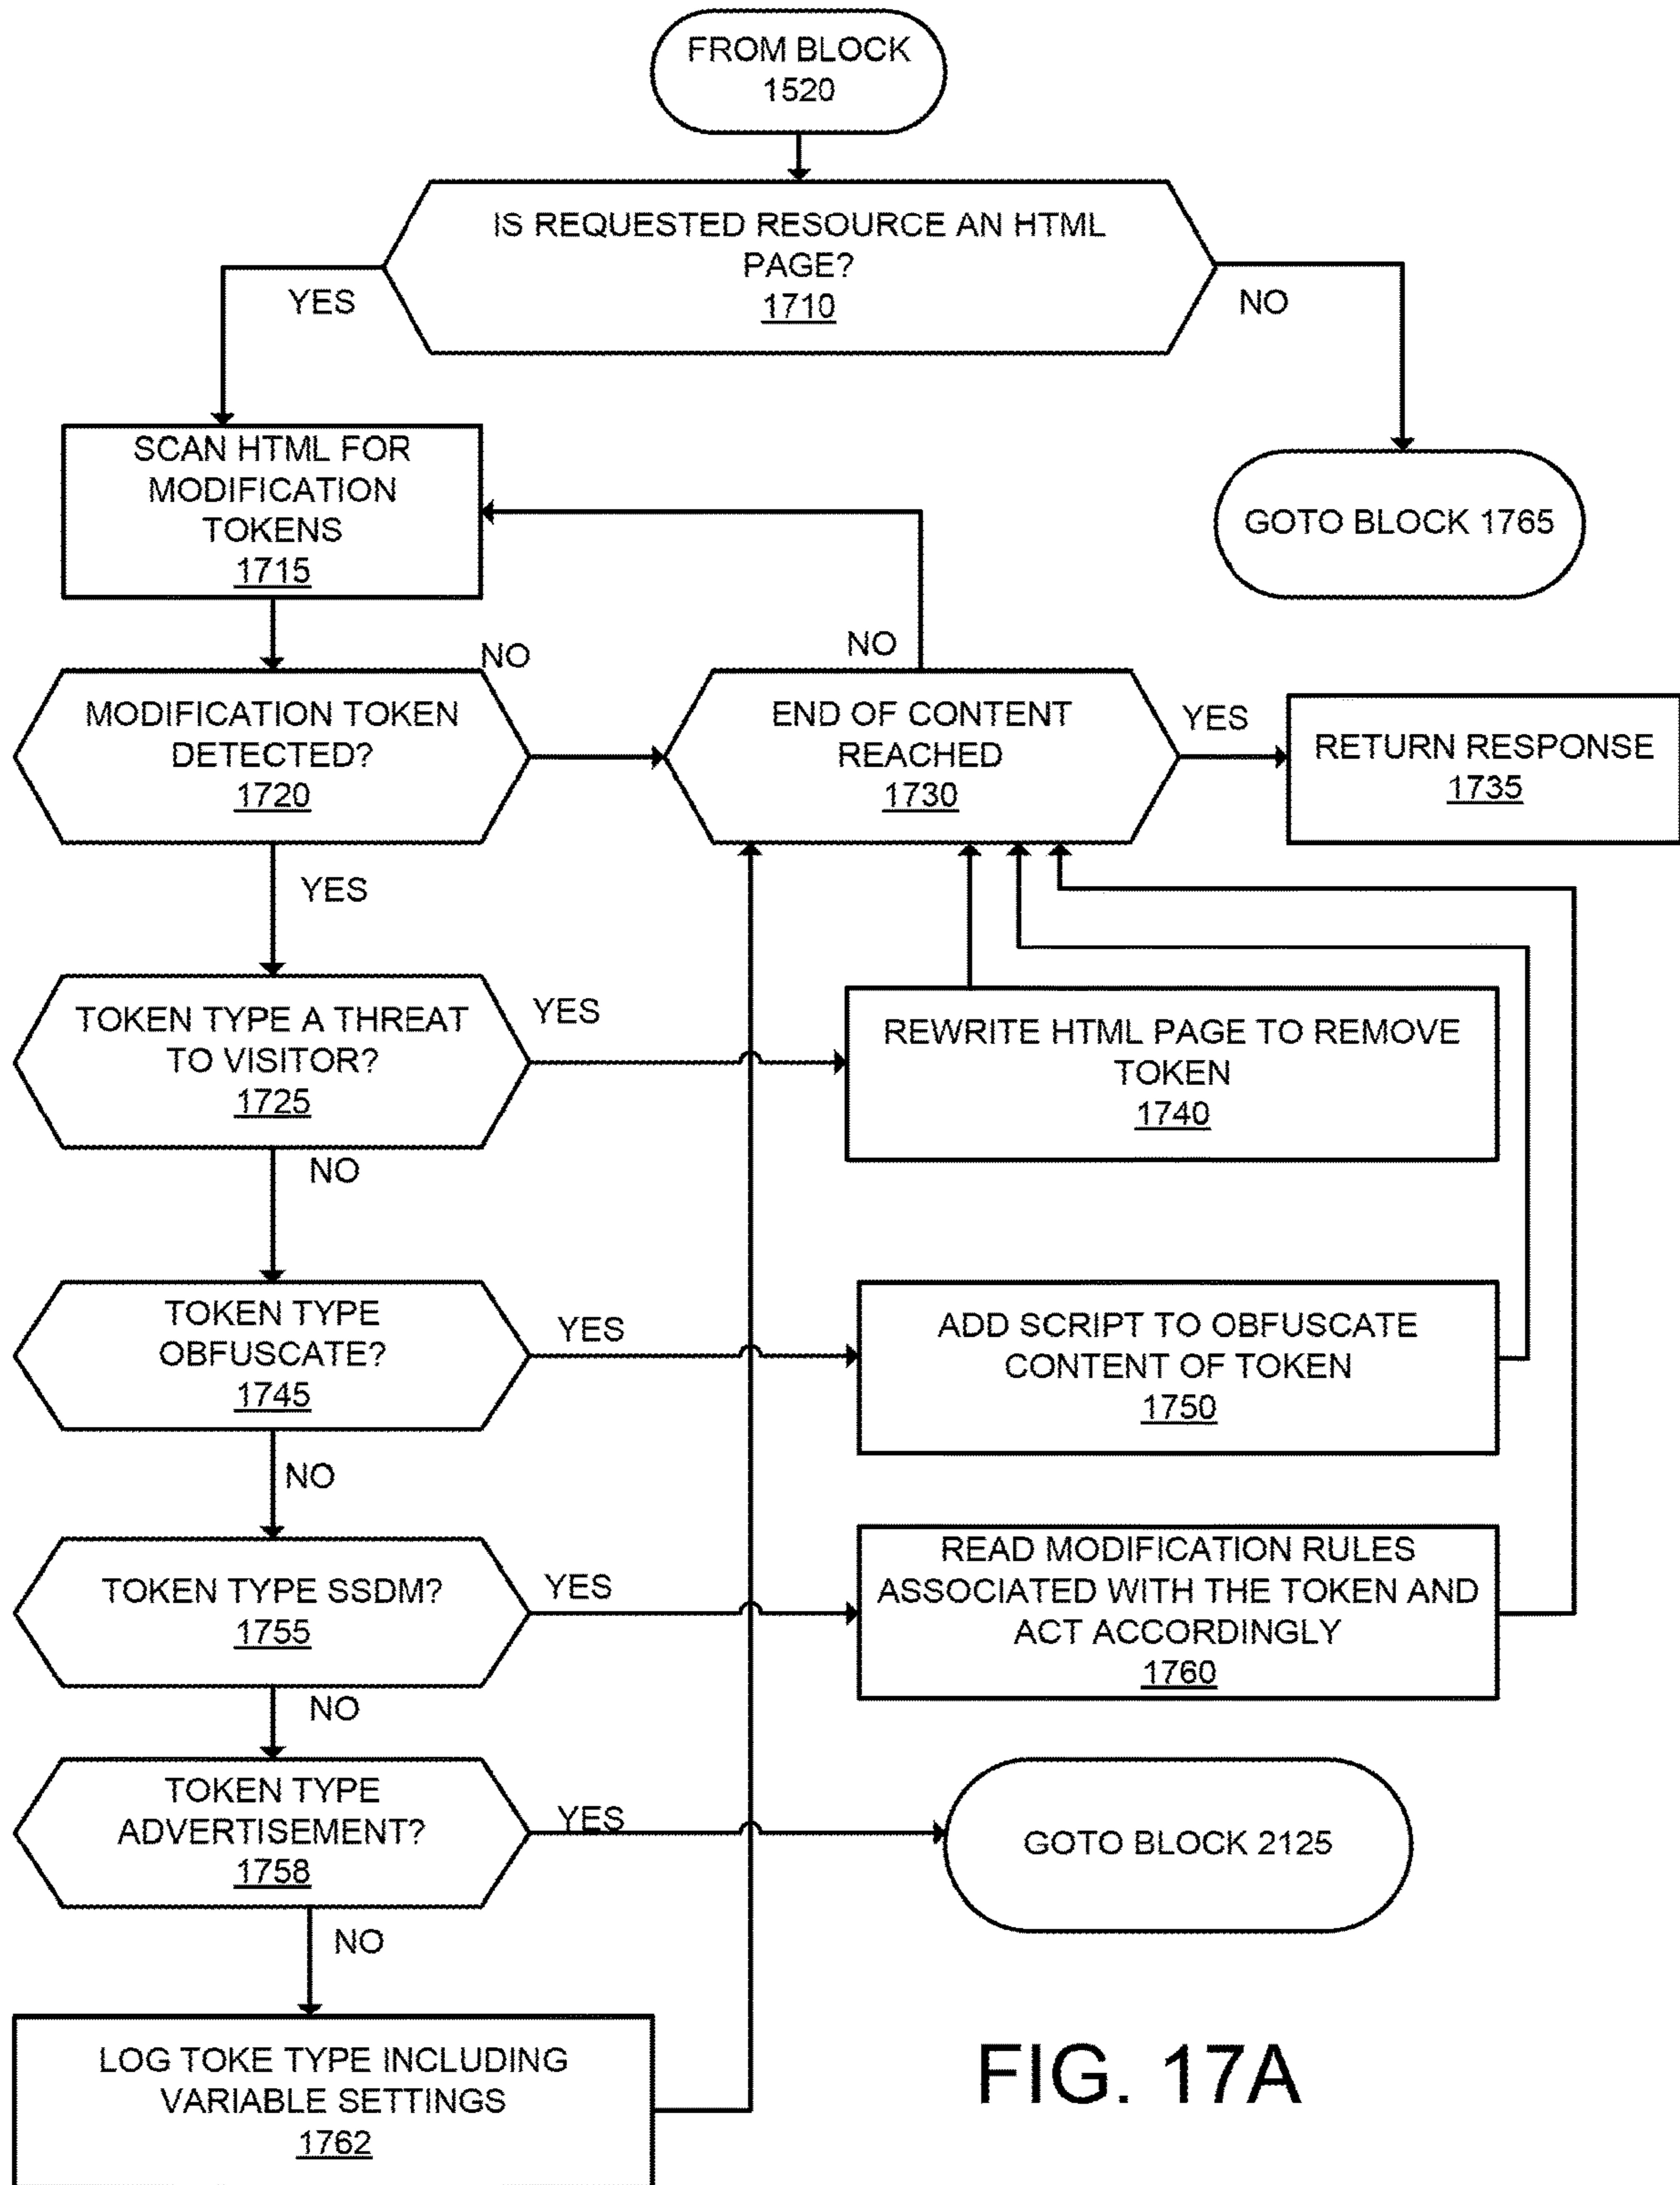 FROM BLOCK
1520
IS REQUESTED RESOURCE AN HTML
PAGE?
1710
YES
NO
SCAN HTML FOR
MODIFICATION
TOKENS
1715
GOTO BLOCK 1765
NO
NO
MODIFICATION TOKEN
DETECTED?
1720
END OF CONTENT
REACHED
1730
YES
RETURN RESPONSE
1735
YES
TOKEN TYPE A THREAT
TO VISITOR?
1725
YES
REWRITE HTML PAGE TO REMOVE
TOKEN
1740
NO
TOKEN TYPE
OBFUSCATE?
1745
YES
ADD SCRIPT TO OBFUSCATE
CONTENT OF TOKEN
1750
NO
TOKEN TYPE SSDM?
1755
YES
READ MODIFICATION RULES
ASSOCIATED WITH THE TOKEN AND
ACT ACCORDINGLY
1760
NO
TOKEN TYPE
ADVERTISEMENT?
1758
YES
GOTO BLOCK 2125
NO
LOG TOKE TYPE INCLUDING
VARIABLE SETTINGS
1762
FIG. 17A